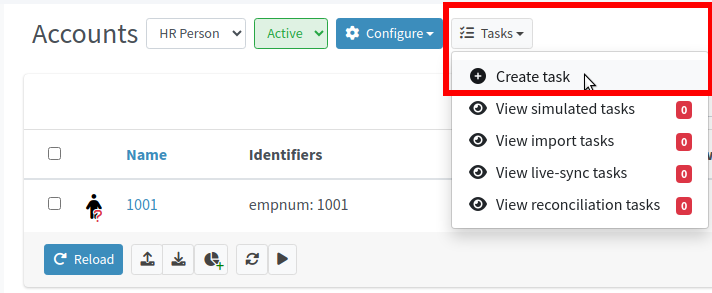 Accounts HR Person Active Configure Tasks
Create task
View simulated tasks 0
View import tasks 0
View live-sync tasks 0
View reconciliation tasks 0
Name Identifiers
1001 empnum: 1001
Reload